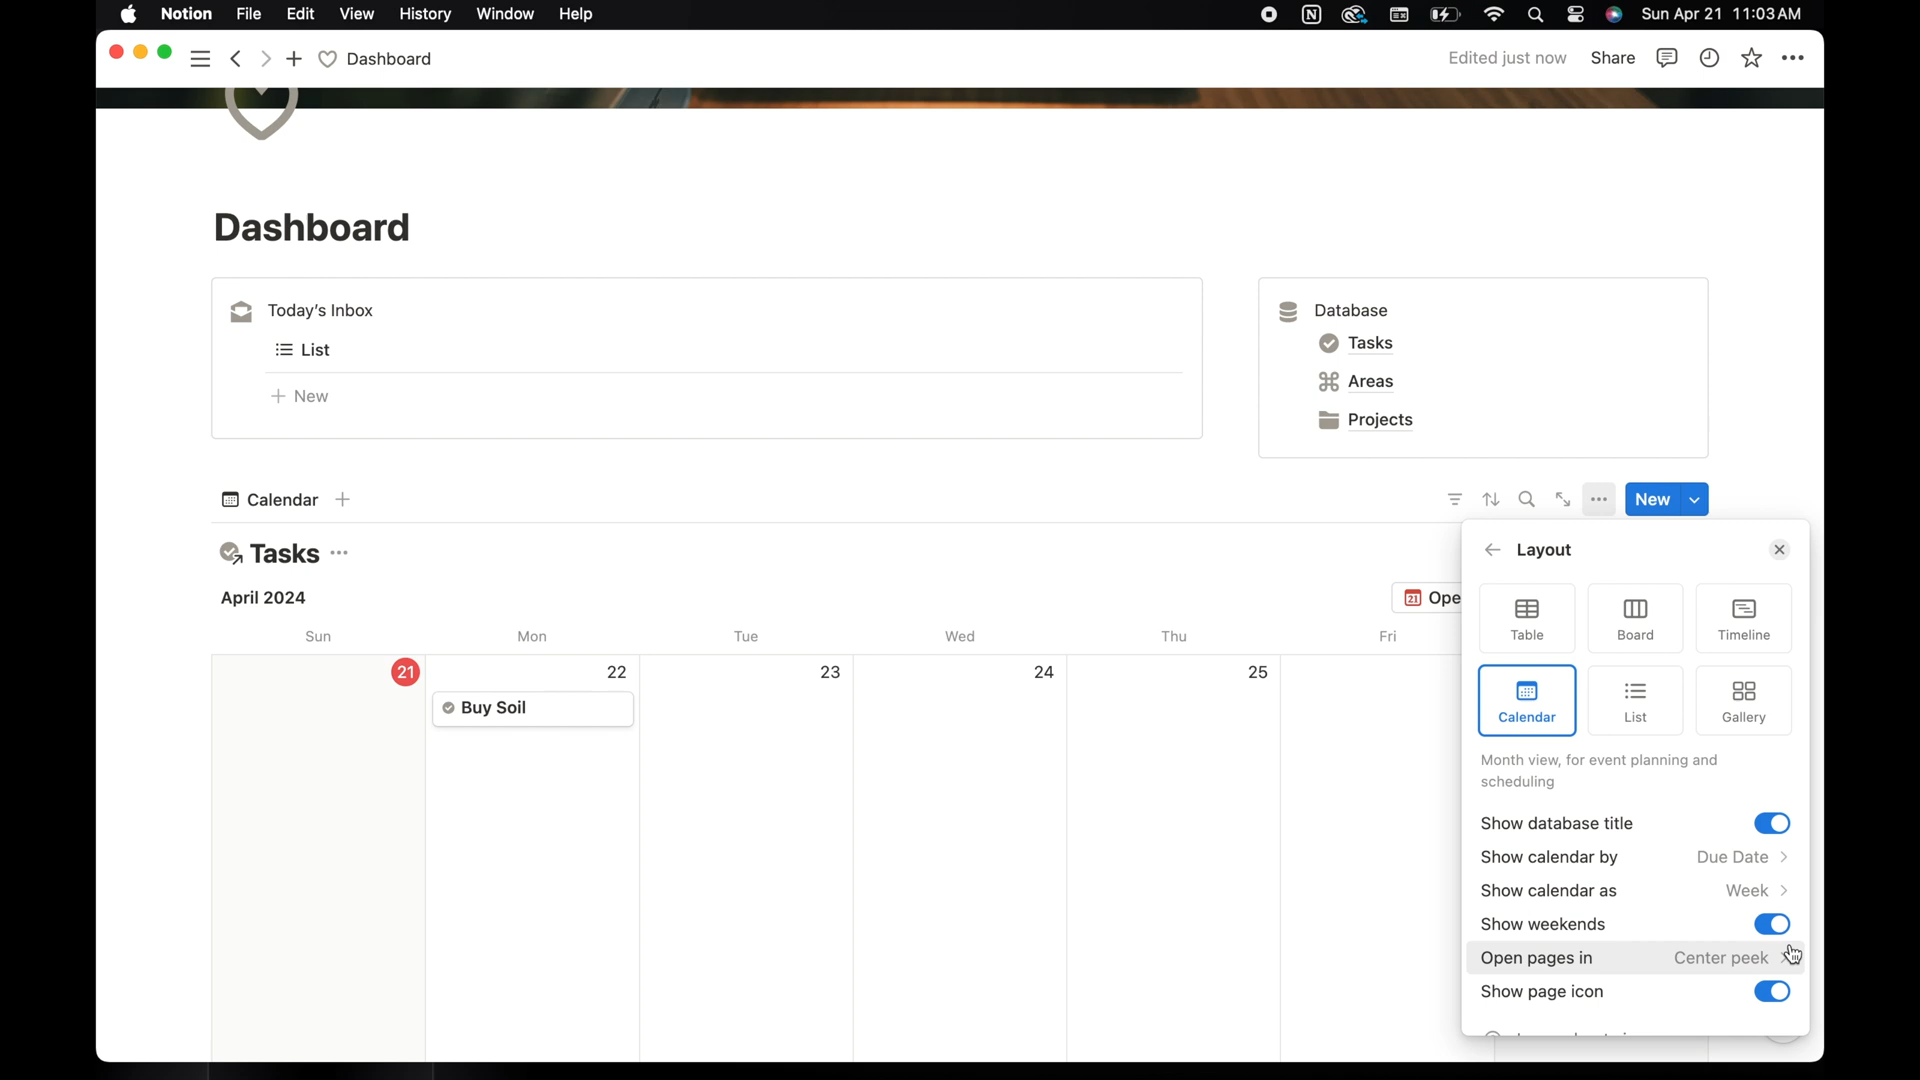 Notion File Edit View History Window Help Sun Apr 21 11:03 AM
Dashboard Edited just now Share
Dashboard
Today's Inbox
List
New
Database
Tasks
Areas
Projects
Calendar
New
Tasks
April 2024
21 Ope
Sun Mon Tue Wed Thu Fri
21 22 23 24 25
Buy Soil
Layout
Table Board Timeline
Calendar List Gallery
Month view, for event planning and
scheduling
Show database title
Show calendar by Due Date
Show calendar as Week
Show weekends
Open pages in Center peek
Show page icon